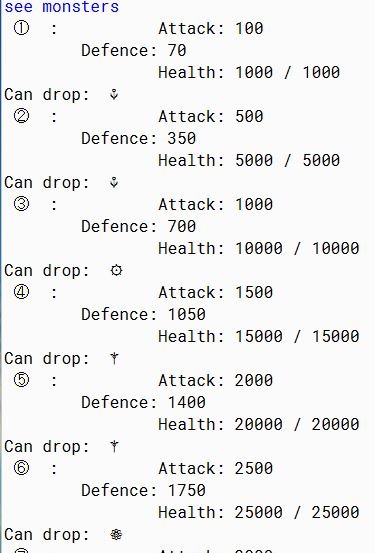 see monsters
① : Attack: 100
Defence: 70
Health: 1000 / 1000
Can drop: ⚘
② : Attack: 500
Defence: 350
Health: 5000 / 5000
Can drop: ⚘
③ : Attack: 1000
Defence: 700
Health: 10000 / 10000
Can drop:
④ : Attack: 1500
Defence: 1050
Health: 15000 / 15000
Can drop:
⑤ : Attack: 2000
Defence: 1400
Health: 20000 / 20000
Can drop:
⑥ : Attack: 2500
Defence: 1750
Health: 25000 / 25000
Can drop: